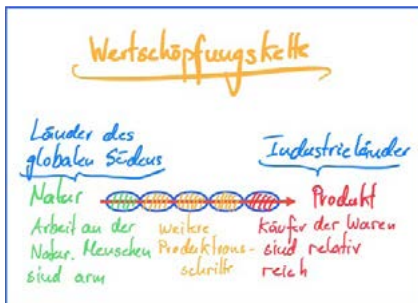 Wertschöpfungskette
Länder des
globalen Südens
Industrieländer
Natur
Produkt
Arbeit an der
Natur. Menschen
sind arm
weitere
Produktions-
schritte
Käufer der Waren
sind relativ
reich